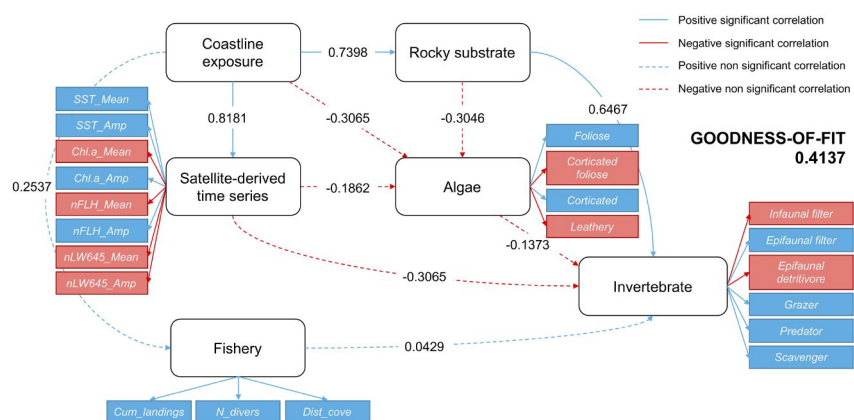 Coastline
exposure
0.7398
Rocky substrate
Positive significant correlation
Negative significant correlation
Positive non significant correlation
Negative non significant correlation
SST_Mean
SST_Amp
Chl.a_Mean
Chl.a_Amp
nFLH_Mean
nFLH_Amp
nLW645_Mean
nLW645_Amp
0.8181
-0.3065
-0.3046
0.6467
GOODNESS-OF-FIT
0.4137
0.2537
Satellite-derived
time series
-0.1862
Algae
Foliose
Corticated
foliose
Corticated
Leathery
-0.1373
-0.3065
Invertebrate
Infaunal filter
Epifaunal filter
Epifaunal
detritivore
Grazer
Predator
Scavenger
Fishery
0.0429
Cum_landings
N_divers
Dist_cove